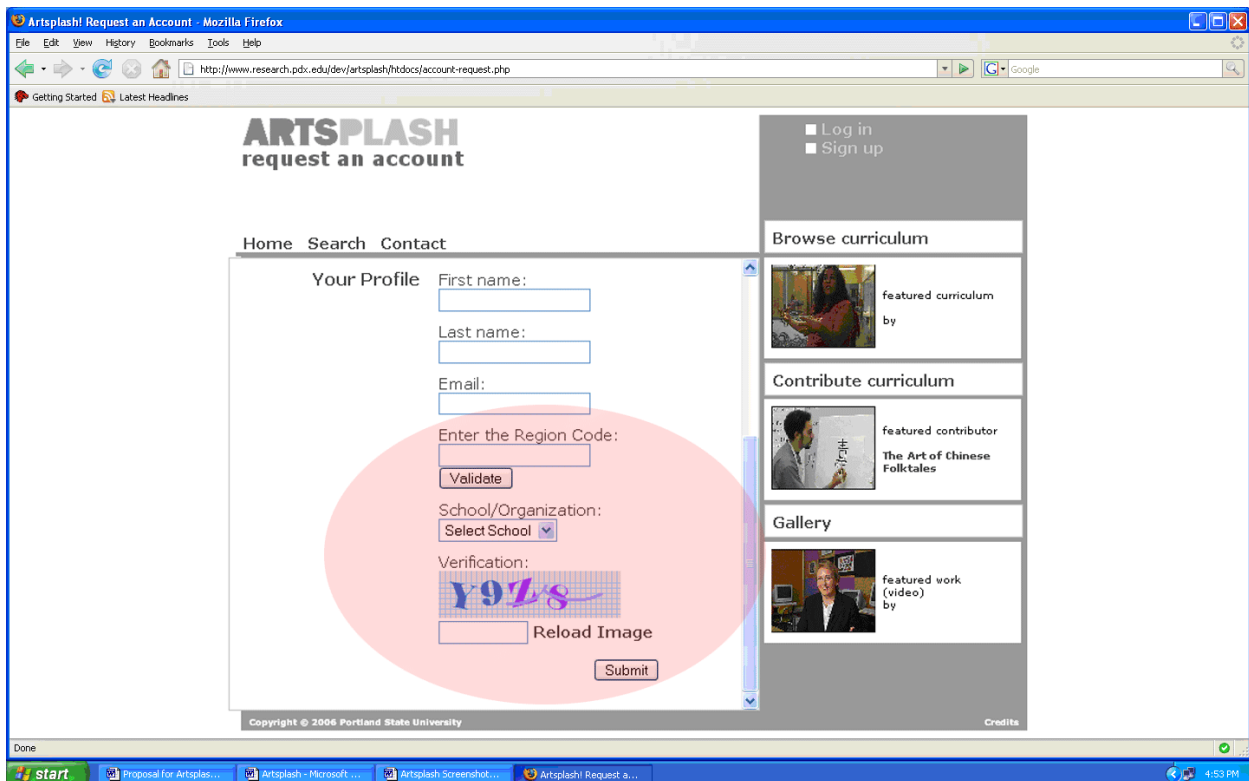 Artsplash! Request an Account - Mozilla Firefox
File Edit View History Bookmarks Tools Help
http://www.research.pdx.edu/dev/artsplash/htdocs/account-request.php
G Google
Getting Started Latest Headlines
ARTSPLASH
request an account
Log in
Sign up
Home Search Contact
Your Profile
First name:
Last name:
Email:
Enter the Region Code:
Validate
School/Organization:
Select School
Verification:
Y9Z8
Reload Image
Submit
Browse curriculum
featured curriculum
by
Contribute curriculum
featured contributor
The Art of Chinese
Folktales
Gallery
featured work
(video)
by
Copyright © 2006 Portland State University
Credits
Done
start
Proposal for Artsplas...
Artsplash - Microsoft ...
Artsplash Screenshot...
Artsplash! Request a...
4:53 PM